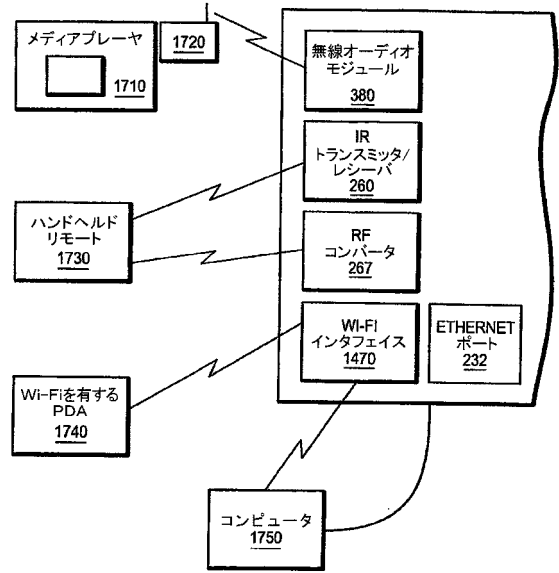 メディアプレーヤ
1710
1720
無線オーディオ
モジュール
380
IR
トランスミッタ/
レシーバ
260
ハンドヘルド
リモート
1730
RF
コンバータ
267
WI-FI
インタフェイス
1470
ETHERNET
ポート
232
Wi-Fiを有する
PDA
1740
コンピュータ
1750